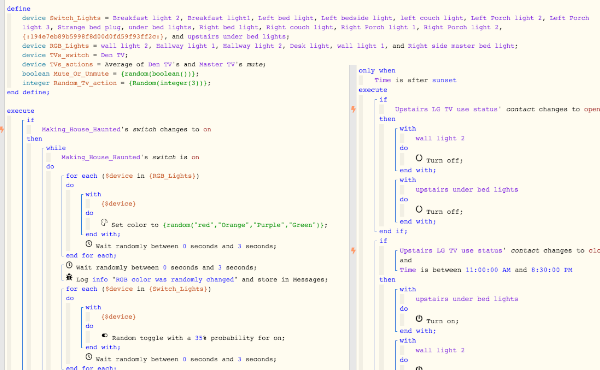 define
device Switch_Lights = Breakfast light 2, Breakfast light1, Left bed light, Left bedside light, left couch light, Left Porch light 2, Left Porch
light 3, Strange bed plug, under bed lights, Right bed light, Right couch light, Right Porch light 1, Right Porch light 2,
and upstairs under bed lights;
device RGB_Lights = wall light 2, Hallway light 1, Hallway light 2, Desk light, wall light 1, and Right side master bed light;
device TVs_switch = Den TV;
device TVs_actions = Average of Den TV's and Master TV's mute;
boolean Mute_Or_Unmute = {random(boolean())};
integer Random_Tv_action = {Random(integer(3))};
end define;
execute
if
Making_House_Haunted's switch changes to on
then
while
Making_House_Haunted's switch is on
do
for each ($device in {RGB_Lights})
do
with
{$device}
do
Set color to {random("red","Orange","Purple","Green")};
end with;
Wait randomly between 0 seconds and 3 seconds;
end for each;
Wait randomly between 0 seconds and 3 seconds;
Log info "RGB color was randomly changed" and store in Messages;
for each ($device in {Switch_Lights})
do
with
{$device}
do
Random toggle with a 35% probability for on;
end with;
Wait randomly between 0 seconds and 3 seconds;
end for each
only when
Time is after sunset
execute
if
Upstairs LG TV use status' contact changes to open
then
with
wall light 2
do
Turn off;
end with;
with
upstairs under bed lights
do
Turn off;
end with;
end if;
if
Upstairs LG TV use status' contact changes to clo
and
Time is between 11:00:00 AM and 8:30:00 PM
then
with
upstairs under bed lights
do
Turn on;
end with;
with
wall light 2
do